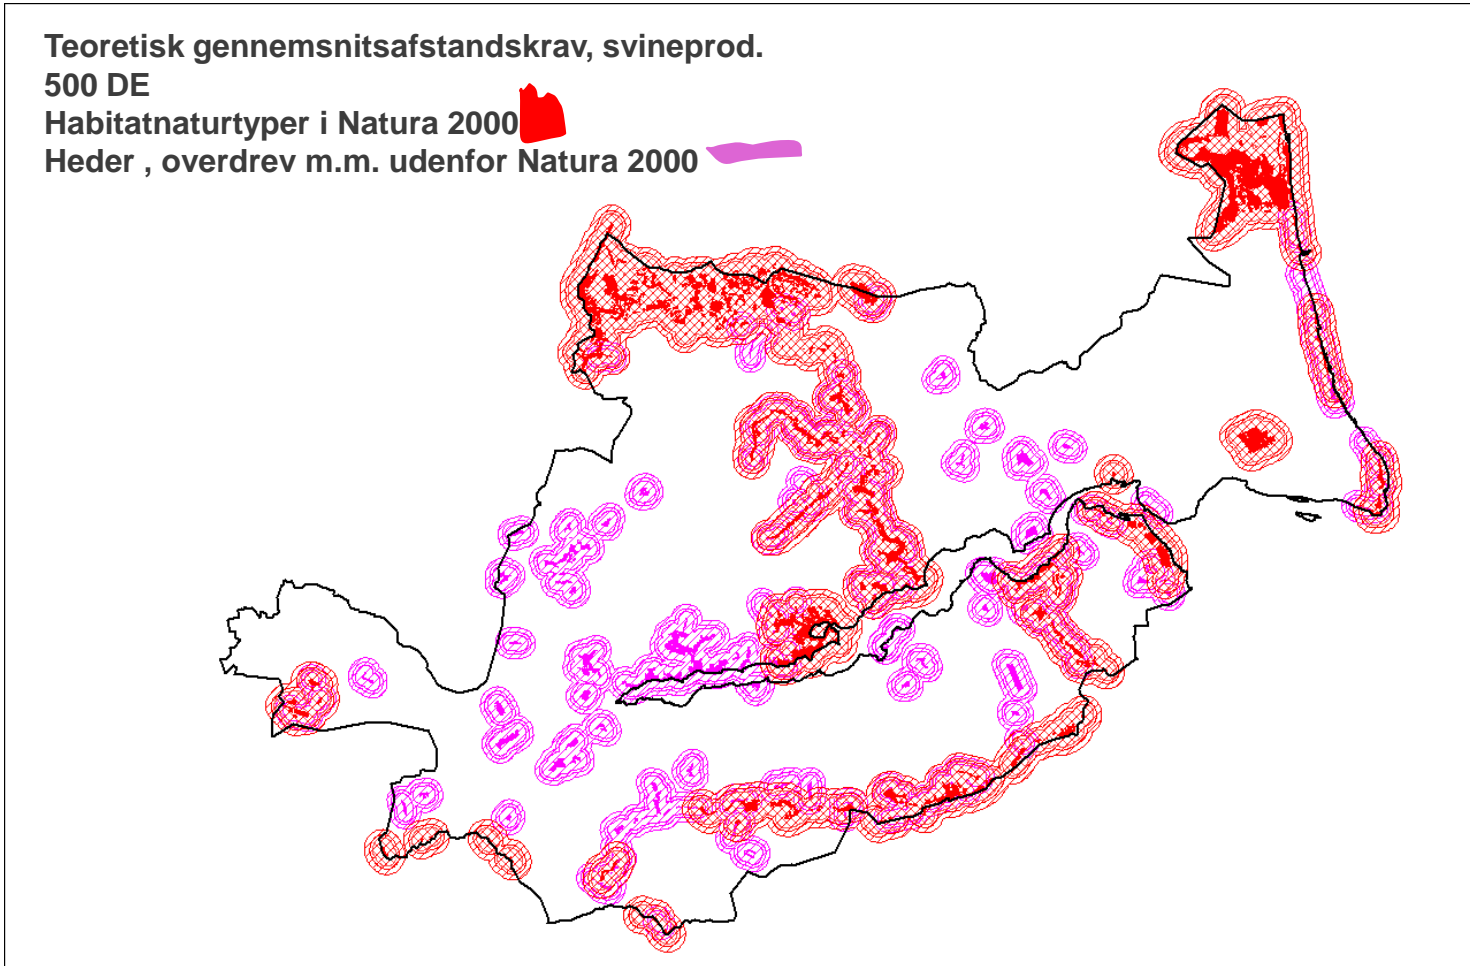 Teoretisk gennemsnitsafstandskrav, svineprod.
500 DE
Habitatnaturtyper i Natura 2000
Heder , overdrev m.m. udenfor Natura 2000